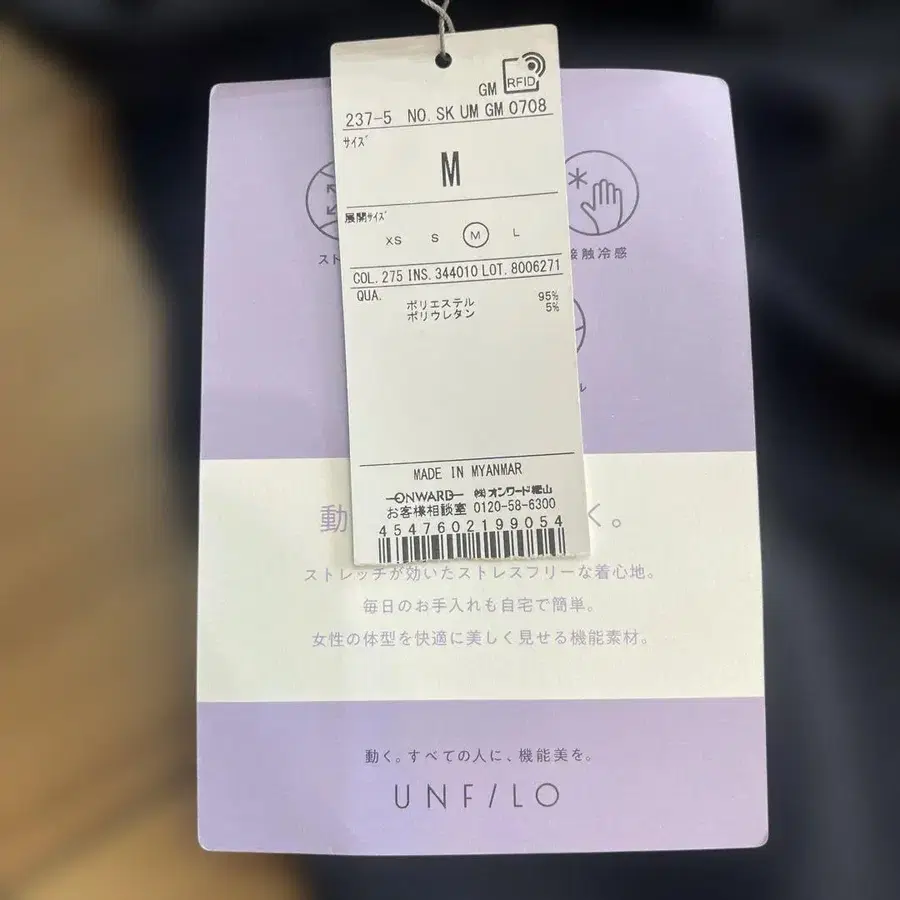 GM RFID
237-5 NO. SK UM GM 0708
サイズ
M
展開サイズ
XS S M L
COL. 275 INS. 344010 LOT. 8006271
QUA.
ポリエステル 95%
ポリウレタン 5%
MADE IN MYANMAR
ONWARD ㈱オンワード樫山
お客様相談室 0120-58-6300
4547602199054
接触冷感
動 く。
ストレッチが効いたストレスフリーな着心地。
毎日のお手入れも自宅で簡単。
女性の体型を快適に美しく見せる機能素材。
動く。すべての人に、機能美を。
UNF/LO